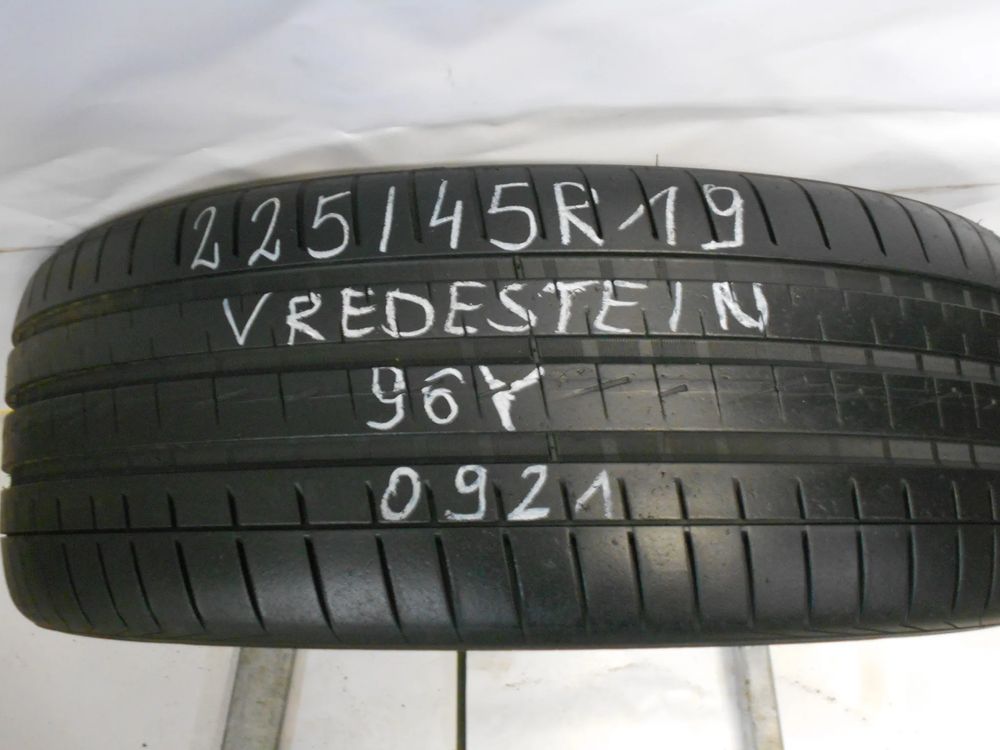 225/45R19
VREDESTEIN
96Y
0921